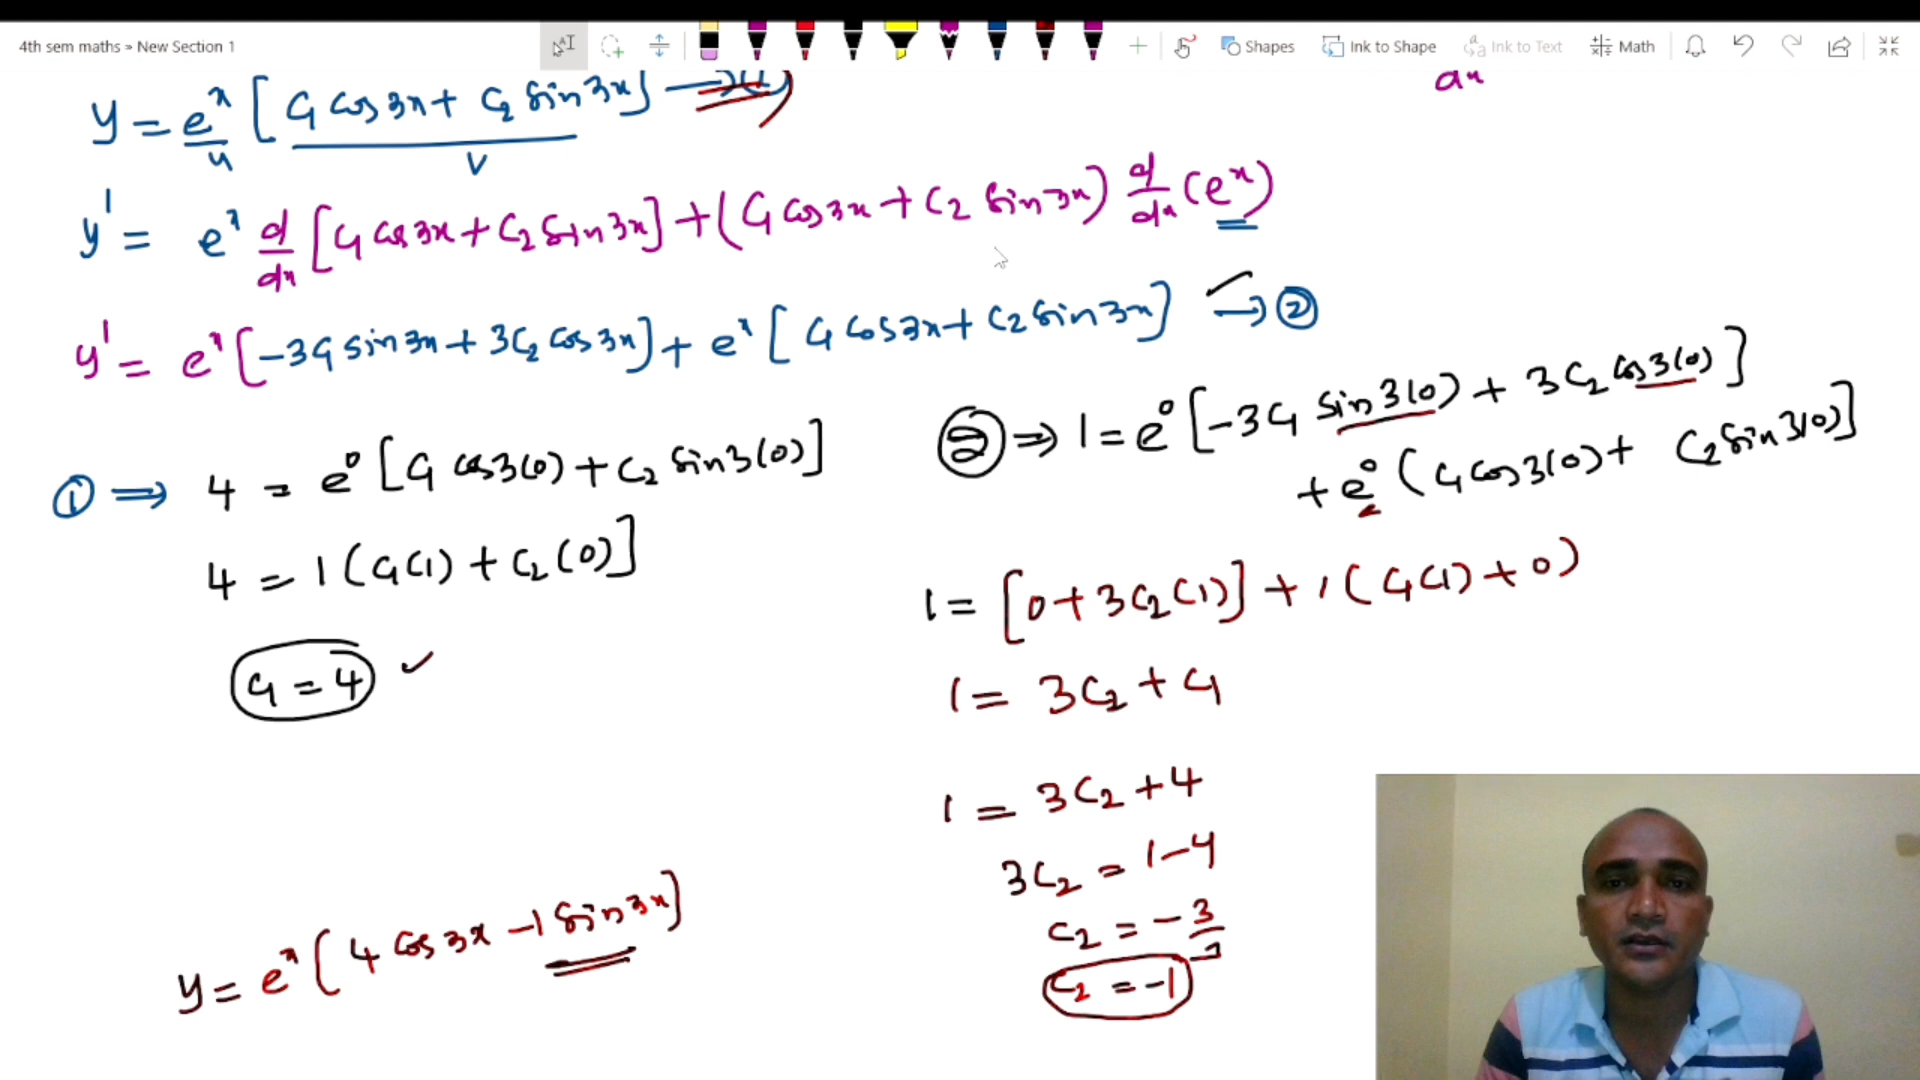 4th sem maths » New Section 1
Shapes
Ink to Shape
Ink to Text
Math
y = e^x [C1 cos3x + C2 sin3x] → (1)
u
v
y' = e^x d/dx [C1 cos3x + C2 sin3x] + (C1 cos3x + C2 sin3x) d/dx (e^x)
y' = e^x [-3C1 sin3x + 3C2 cos3x] + e^x [C1 cos3x + C2 sin3x] → ②
① ⇒ 4 = e^0 [C1 cos3(0) + C2 sin3(0)]
4 = 1 (C1(1) + C2(0)]
C1 = 4 ✓
② ⇒ 1 = e^0 [-3C1 sin3(0) + 3C2 cos3(0)]
+ e^0 (C1 cos3(0) + C2 sin3(0)]
1 = [0 + 3C2(1)] + 1(C1(1) + 0)
1 = 3C2 + C1
1 = 3C2 + 4
3C2 = 1-4
C2 = -3/3
C2 = -1
y = e^x [4 cos3x - 1 sin3x]